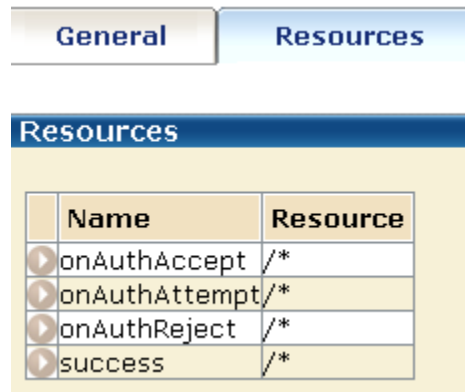 General Resources
Resources
Name Resource
onAuthAccept /*
onAuthAttempt /*
onAuthReject /*
success /*